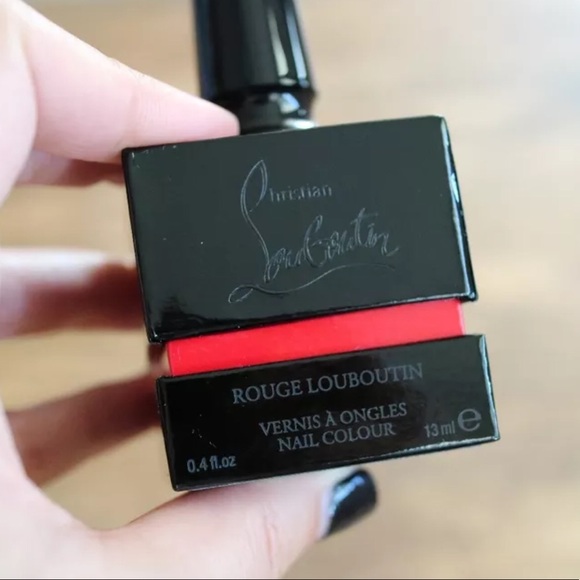 Christian
Louboutin
ROUGE LOUBOUTIN
VERNIS À ONGLES
NAIL COLOUR
0.4 fl.oz
13 ml ℮